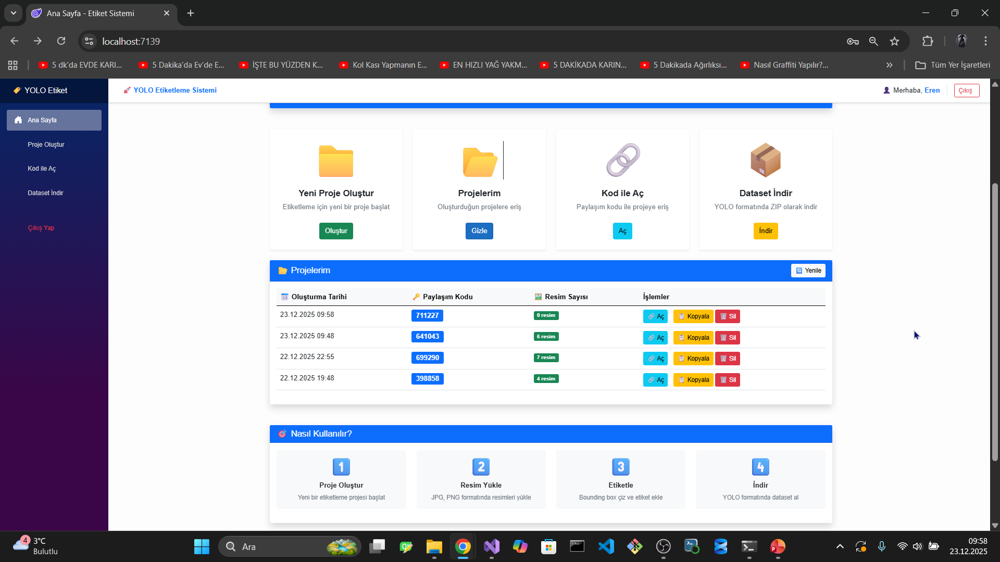 Ana Sayfa - Etiket Sistemi
localhost:7139
5 dk'da EVDE KARI...
5 Dakika'da Ev'de E...
İŞTE BU YÜZDEN K...
Kol Kası Yapmanın E...
EN HIZLI YAĞ YAKM...
5 DAKİKADA KARIN...
5 Dakikada Ağırlıksı...
Nasıl Graffiti Yapılır?...
Tüm Yer İşaretleri
YOLO Etiket
YOLO Etiketleme Sistemi
Merhaba, Eren
Çıkış
Ana Sayfa
Proje Oluştur
Kod ile Aç
Dataset İndir
Çıkış Yap
Yeni Proje Oluştur
Etiketleme için yeni bir proje başlat
Oluştur
Projelerim
Oluşturduğun projelere eriş
Gizle
Kod ile Aç
Paylaşım kodu ile projeye eriş
Aç
Dataset İndir
YOLO formatında ZIP olarak indir
İndir
Projelerim
Yenile
Oluşturma Tarihi Paylaşım Kodu Resim Sayısı İşlemler
23.12.2025 09:58 711227 0 resim Aç Kopyala Sil
23.12.2025 09:48 641043 6 resim Aç Kopyala Sil
22.12.2025 22:55 699290 7 resim Aç Kopyala Sil
22.12.2025 19:48 398858 4 resim Aç Kopyala Sil
Nasıl Kullanılır?
1
Proje Oluştur
Yeni bir etiketleme projesi başlat
2
Resim Yükle
JPG, PNG formatında resimleri yükle
3
Etiketle
Bounding box çiz ve etiket ekle
4
İndir
YOLO formatında dataset al
4
3°C
Bulutlu
Ara
09:58
23.12.2025